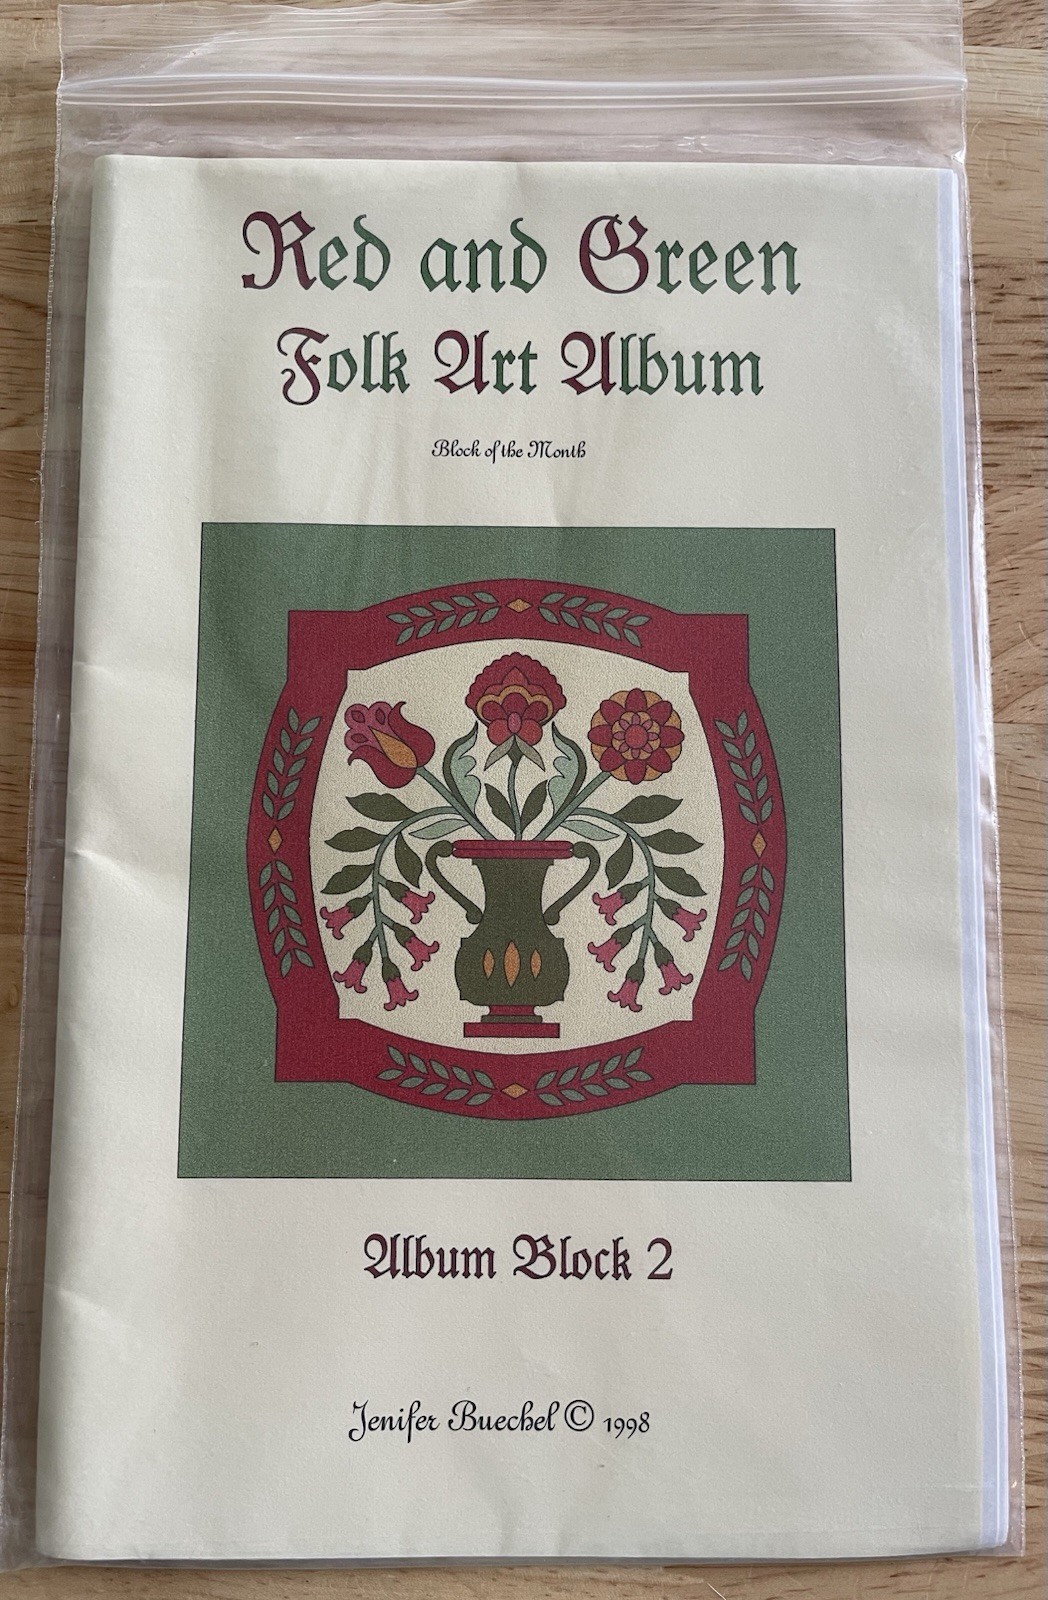 Red and Green
Folk Art Album
Block of the Month
Album Block 2
Jenifer Buechel © 1998